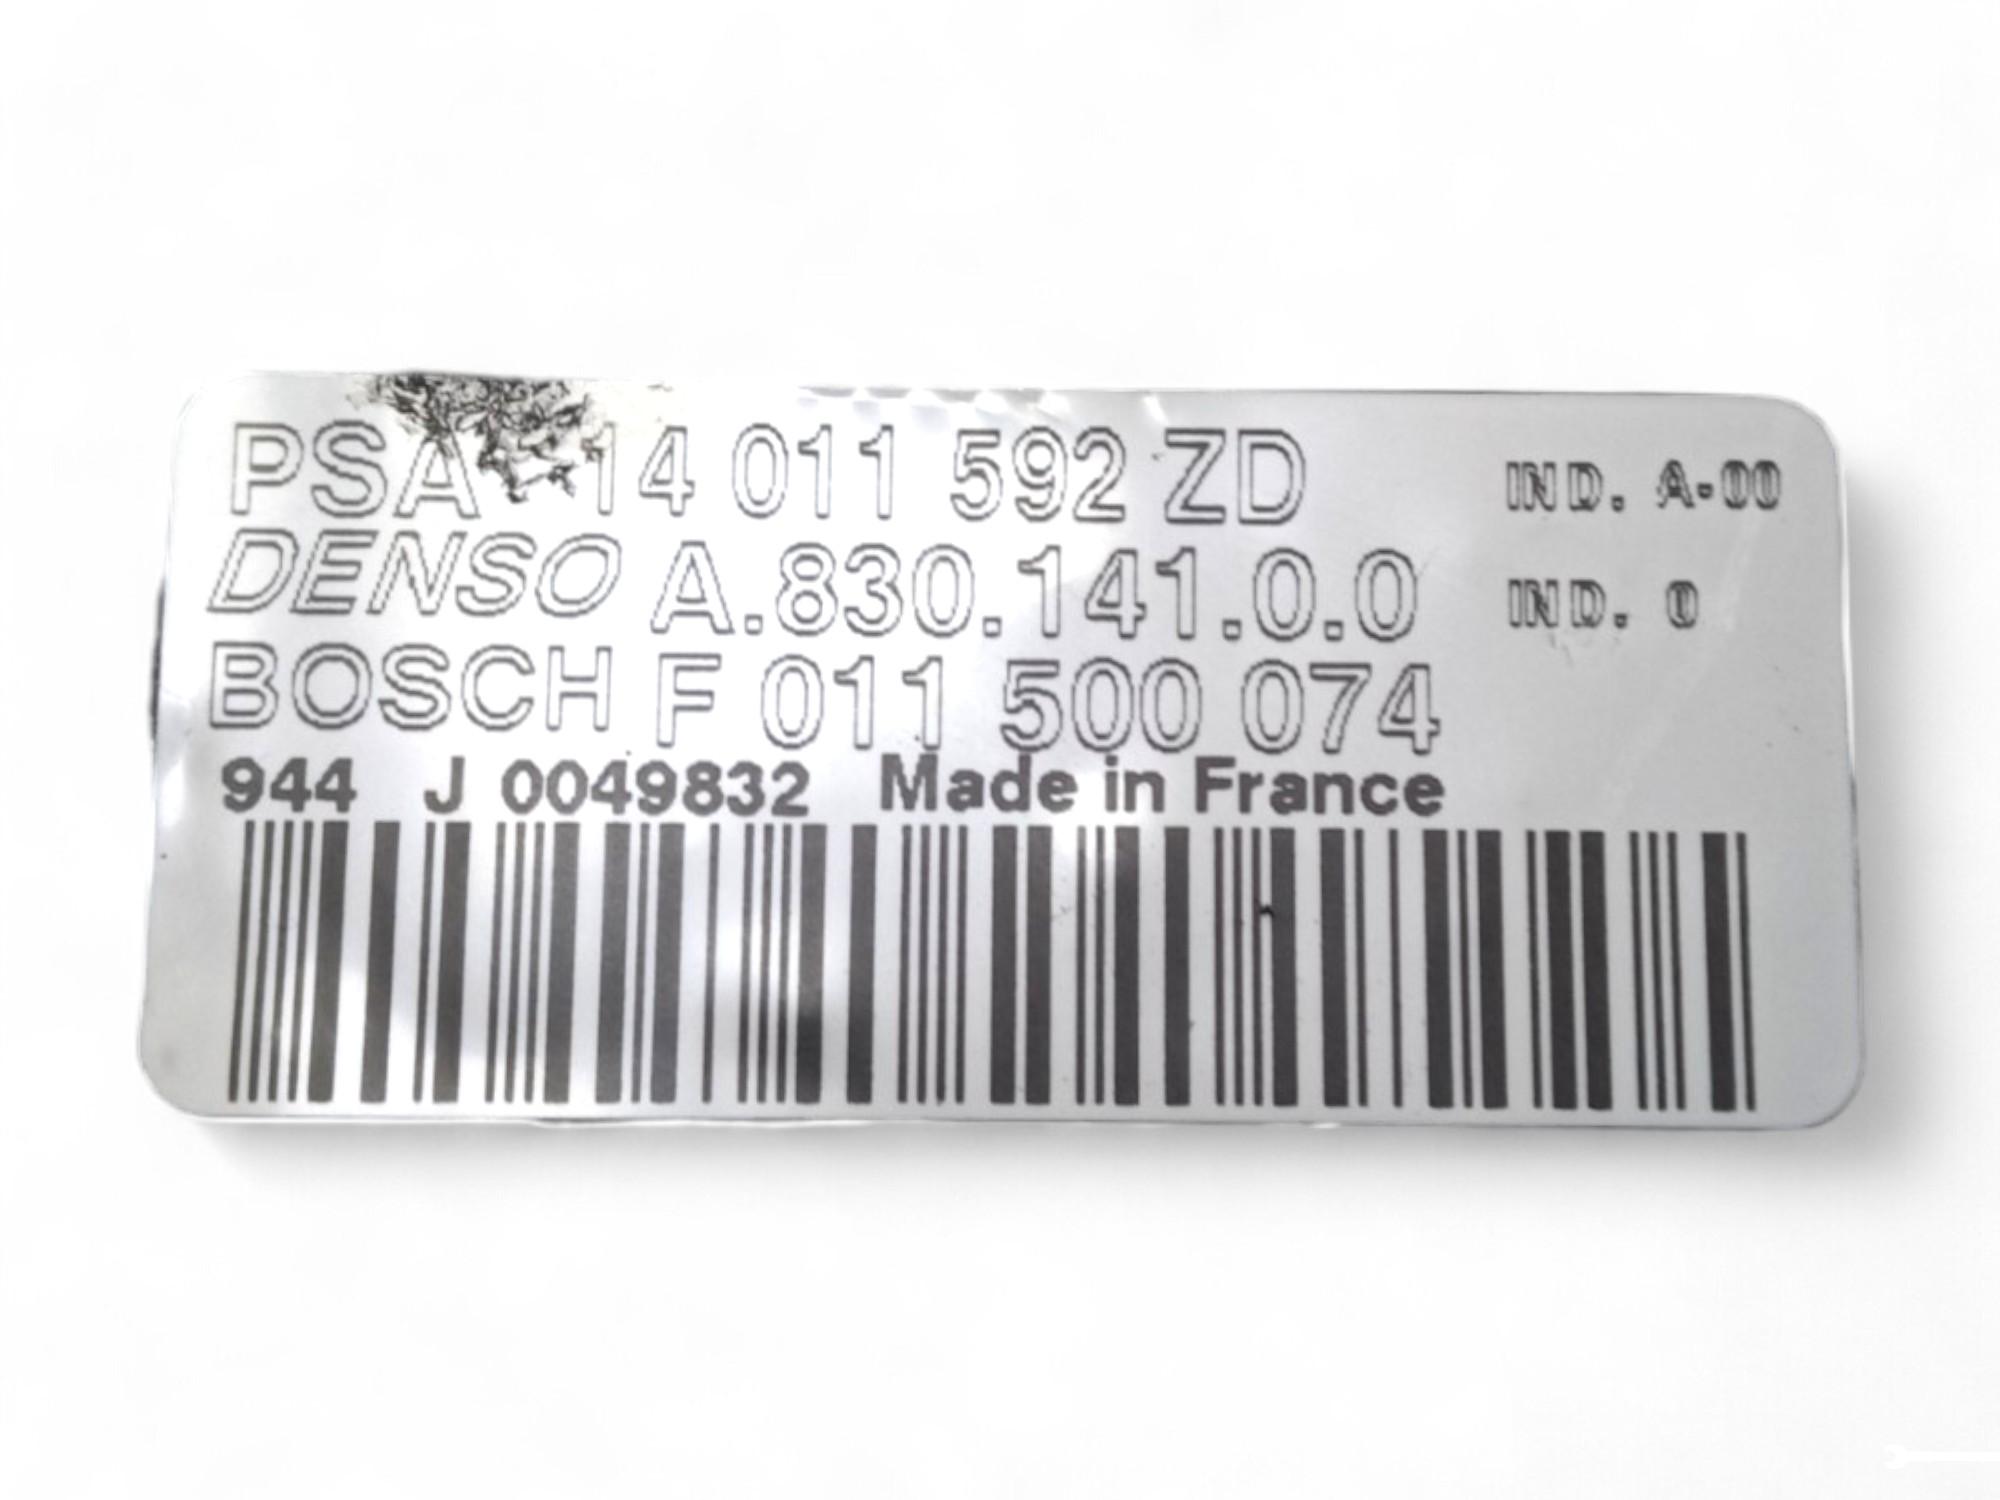 PSA 14 011 592 ZD IND. A-00
DENSO A.830.141.0.0 IND. 0
BOSCH F 011 500 074
944 J 0049832 Made in France